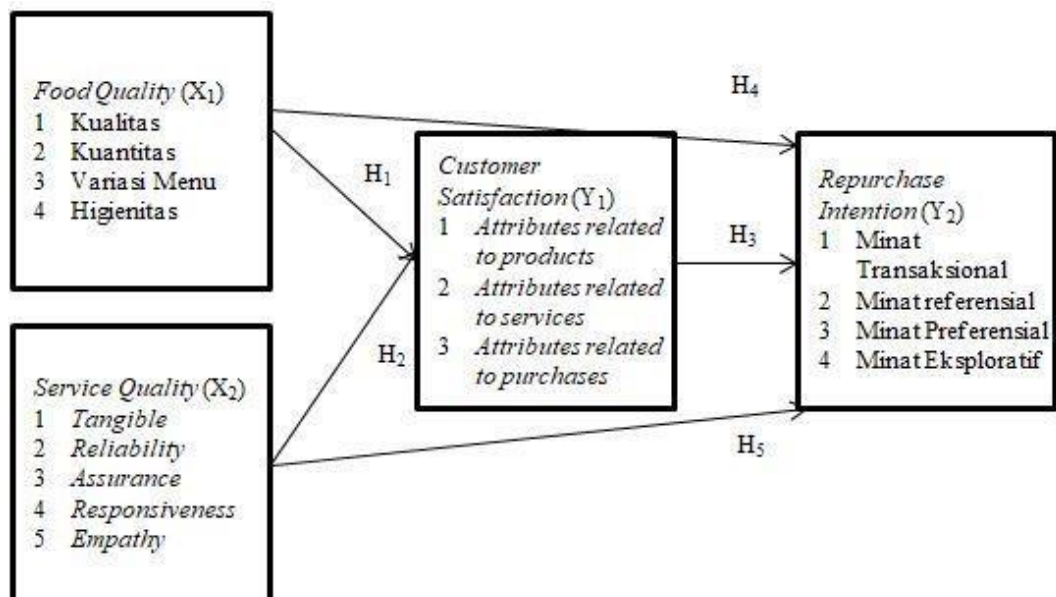 Food Quality (X₁)
1 Kualitas
2 Kuantitas
3 Variasi Menu
4 Higienitas
Service Quality (X₂)
1 Tangible
2 Reliability
3 Assurance
4 Responsiveness
5 Empathy
H₁
H₂
Customer
Satisfaction (Y₁)
1 Attributes related
to products
2 Attributes related
to services
3 Attributes related
to purchases
H₄
H₃
H₅
Repurchase
Intention (Y₂)
1 Minat
Transaksional
2 Minat referensial
3 Minat Preferensial
4 Minat Eksploratif